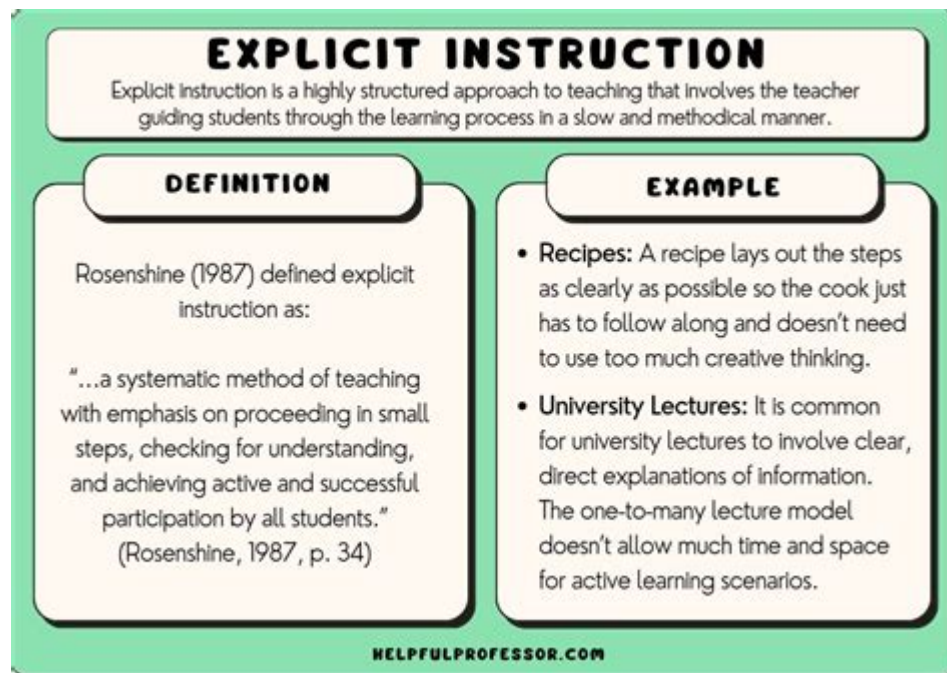 EXPLICIT INSTRUCTION
Explicit instruction is a highly structured approach to teaching that involves the teacher
guiding students through the learning process in a slow and methodical manner.
DEFINITION
Rosenshine (1987) defined explicit
instruction as:
"...a systematic method of teaching
with emphasis on proceeding in small
steps, checking for understanding,
and achieving active and successful
participation by all students."
(Rosenshine, 1987, p. 34)
EXAMPLE
• Recipes: A recipe lays out the steps
as clearly as possible so the cook just
has to follow along and doesn't need
to use too much creative thinking.
• University Lectures: It is common
for university lectures to involve clear,
direct explanations of information.
The one-to-many lecture model
doesn't allow much time and space
for active learning scenarios.
HELPFULPROFESSOR.COM